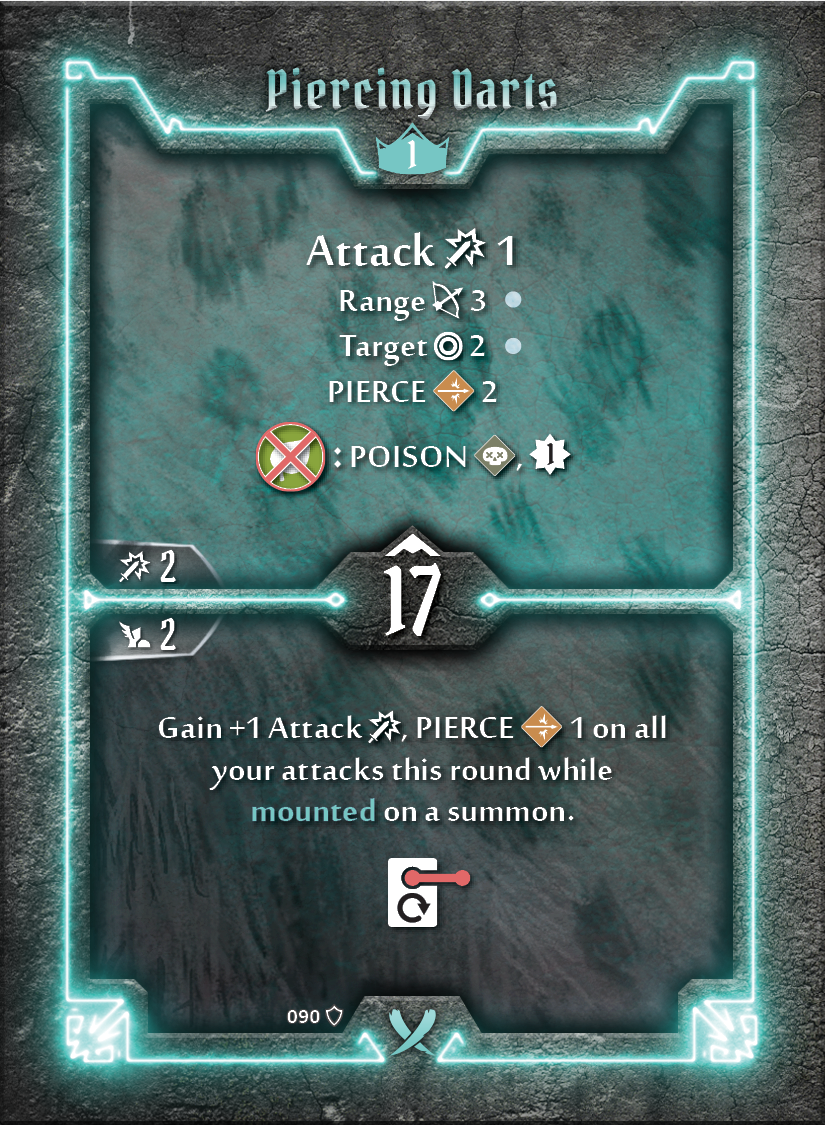 Piercing Darts
1
Attack 1
Range 3
Target 2
PIERCE 2
: POISON , 1
2
17
2
Gain +1 Attack , PIERCE 1 on all
your attacks this round while
mounted on a summon.
090